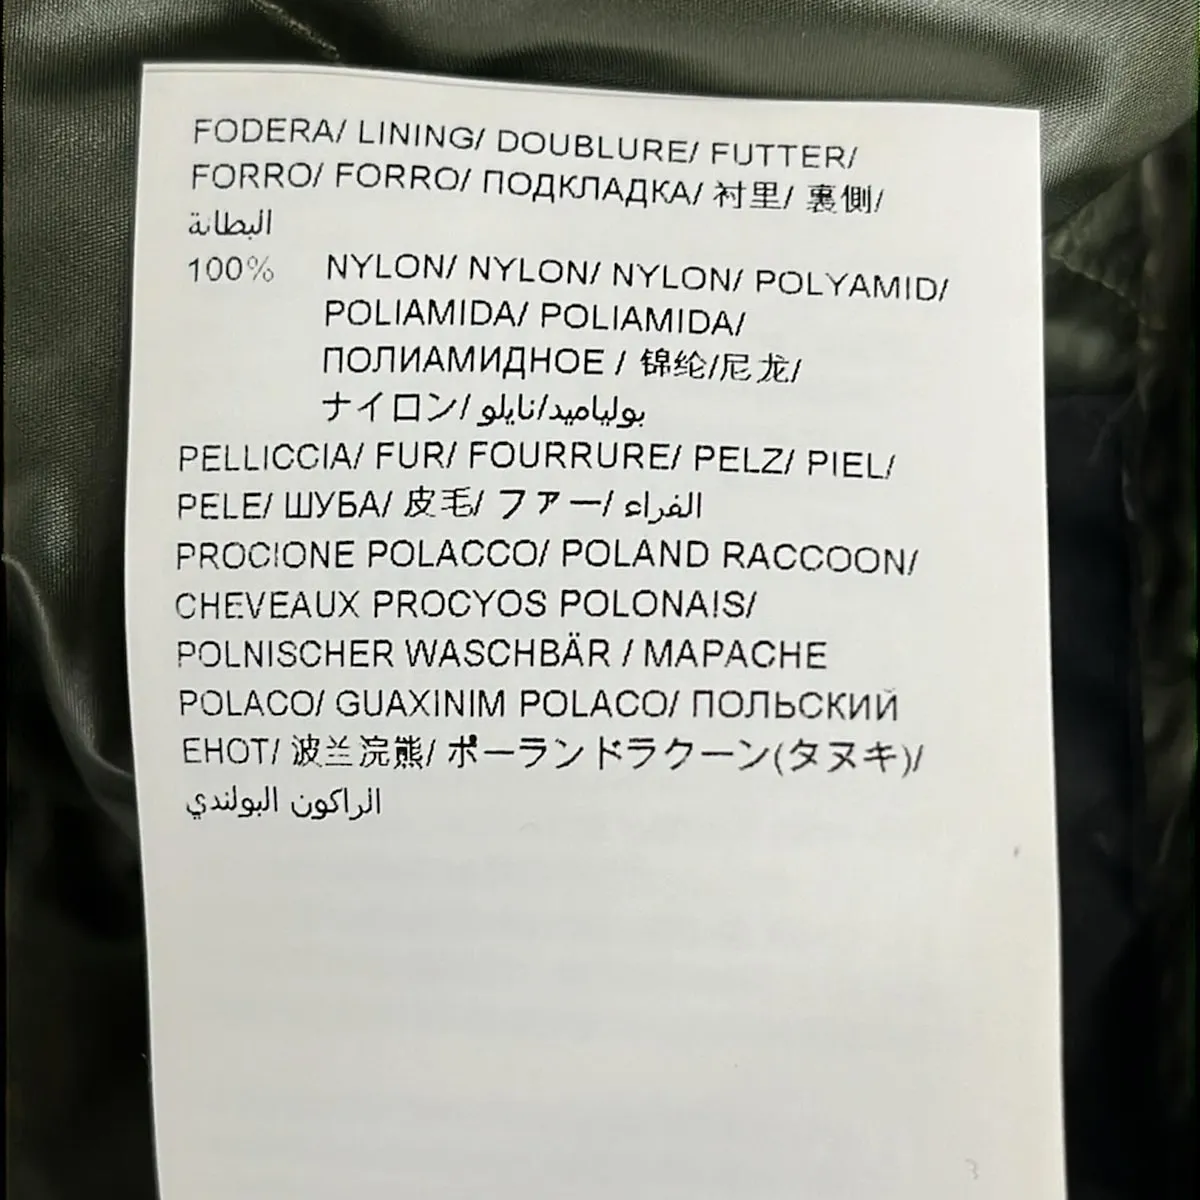 FODERA/ LINING/ DOUBLURE/ FUTTER/
FORRO/ FORRO/ ПОДКЛАДКА/ 衬里/ 裏側/
البطانة
100% NYLON/ NYLON/ NYLON/ POLYAMID/
POLIAMIDA/ POLIAMIDA/
ПОЛИАМИДНОЕ / 锦纶/尼龙/
ナイロン/ بولياميد/نايلو
PELLICCIA/ FUR/ FOURRURE/ PELZ/ PIEL/
PELE/ ШУБА/ 皮毛/ ファー/ الفراء
PROCIONE POLACCO/ POLAND RACCOON/
CHEVEAUX PROCYOS POLONAIS/
POLNISCHER WASCHBÄR / MAPACHE
POLACO/ GUAXINIM POLACO/ ПОЛЬСКИЙ
ЕНОТ/ 波兰浣熊/ ポーランドラクーン(タヌキ)/
الراكون البولندي
3